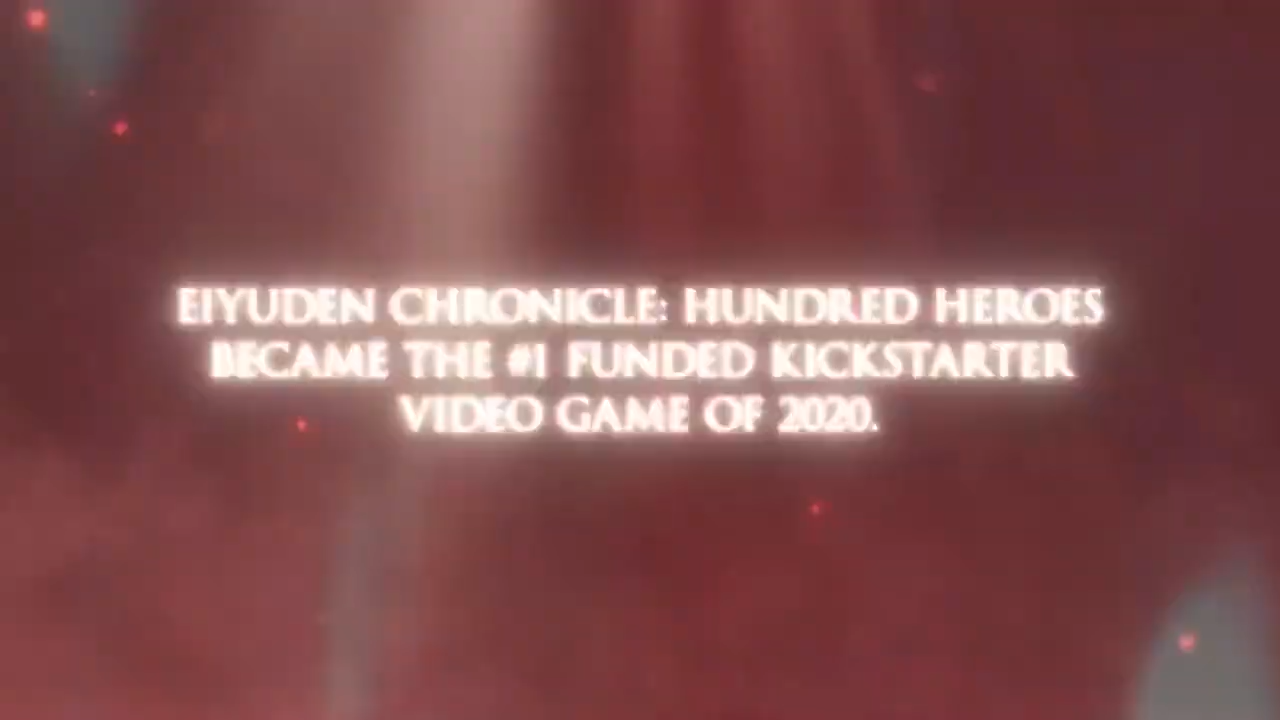 EIYUDEN CHRONICLE: HUNDRED HEROES
BECAME THE #1 FUNDED KICKSTARTER
VIDEO GAME OF 2020.